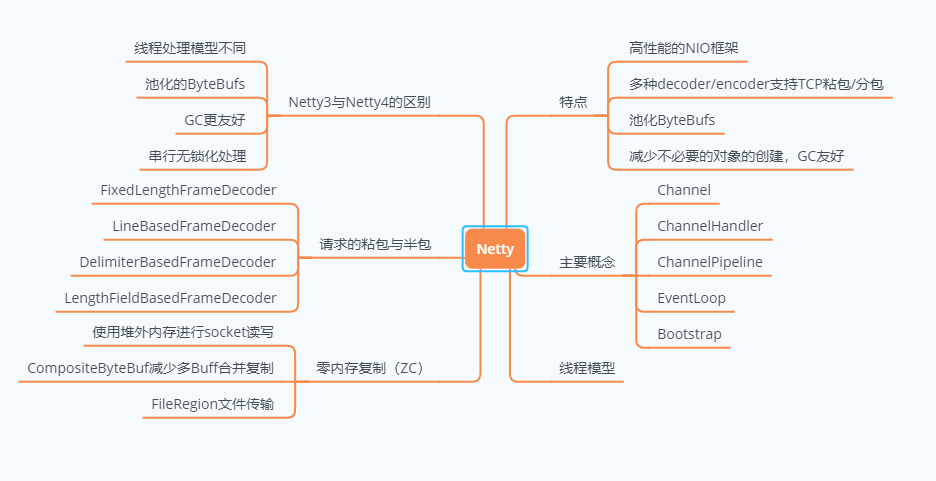 Netty
特点
高性能的NIO框架
多种decoder/encoder支持TCP粘包/分包
池化ByteBufs
减少不必要的对象的创建，GC友好
主要概念
Channel
ChannelHandler
ChannelPipeline
EventLoop
Bootstrap
线程模型
Netty3与Netty4的区别
线程处理模型不同
池化的ByteBufs
GC更友好
串行无锁化处理
请求的粘包与半包
FixedLengthFrameDecoder
LineBasedFrameDecoder
DelimiterBasedFrameDecoder
LengthFieldBasedFrameDecoder
零内存复制（ZC）
使用堆外内存进行socket读写
CompositeByteBuf减少多Buff合并复制
FileRegion文件传输